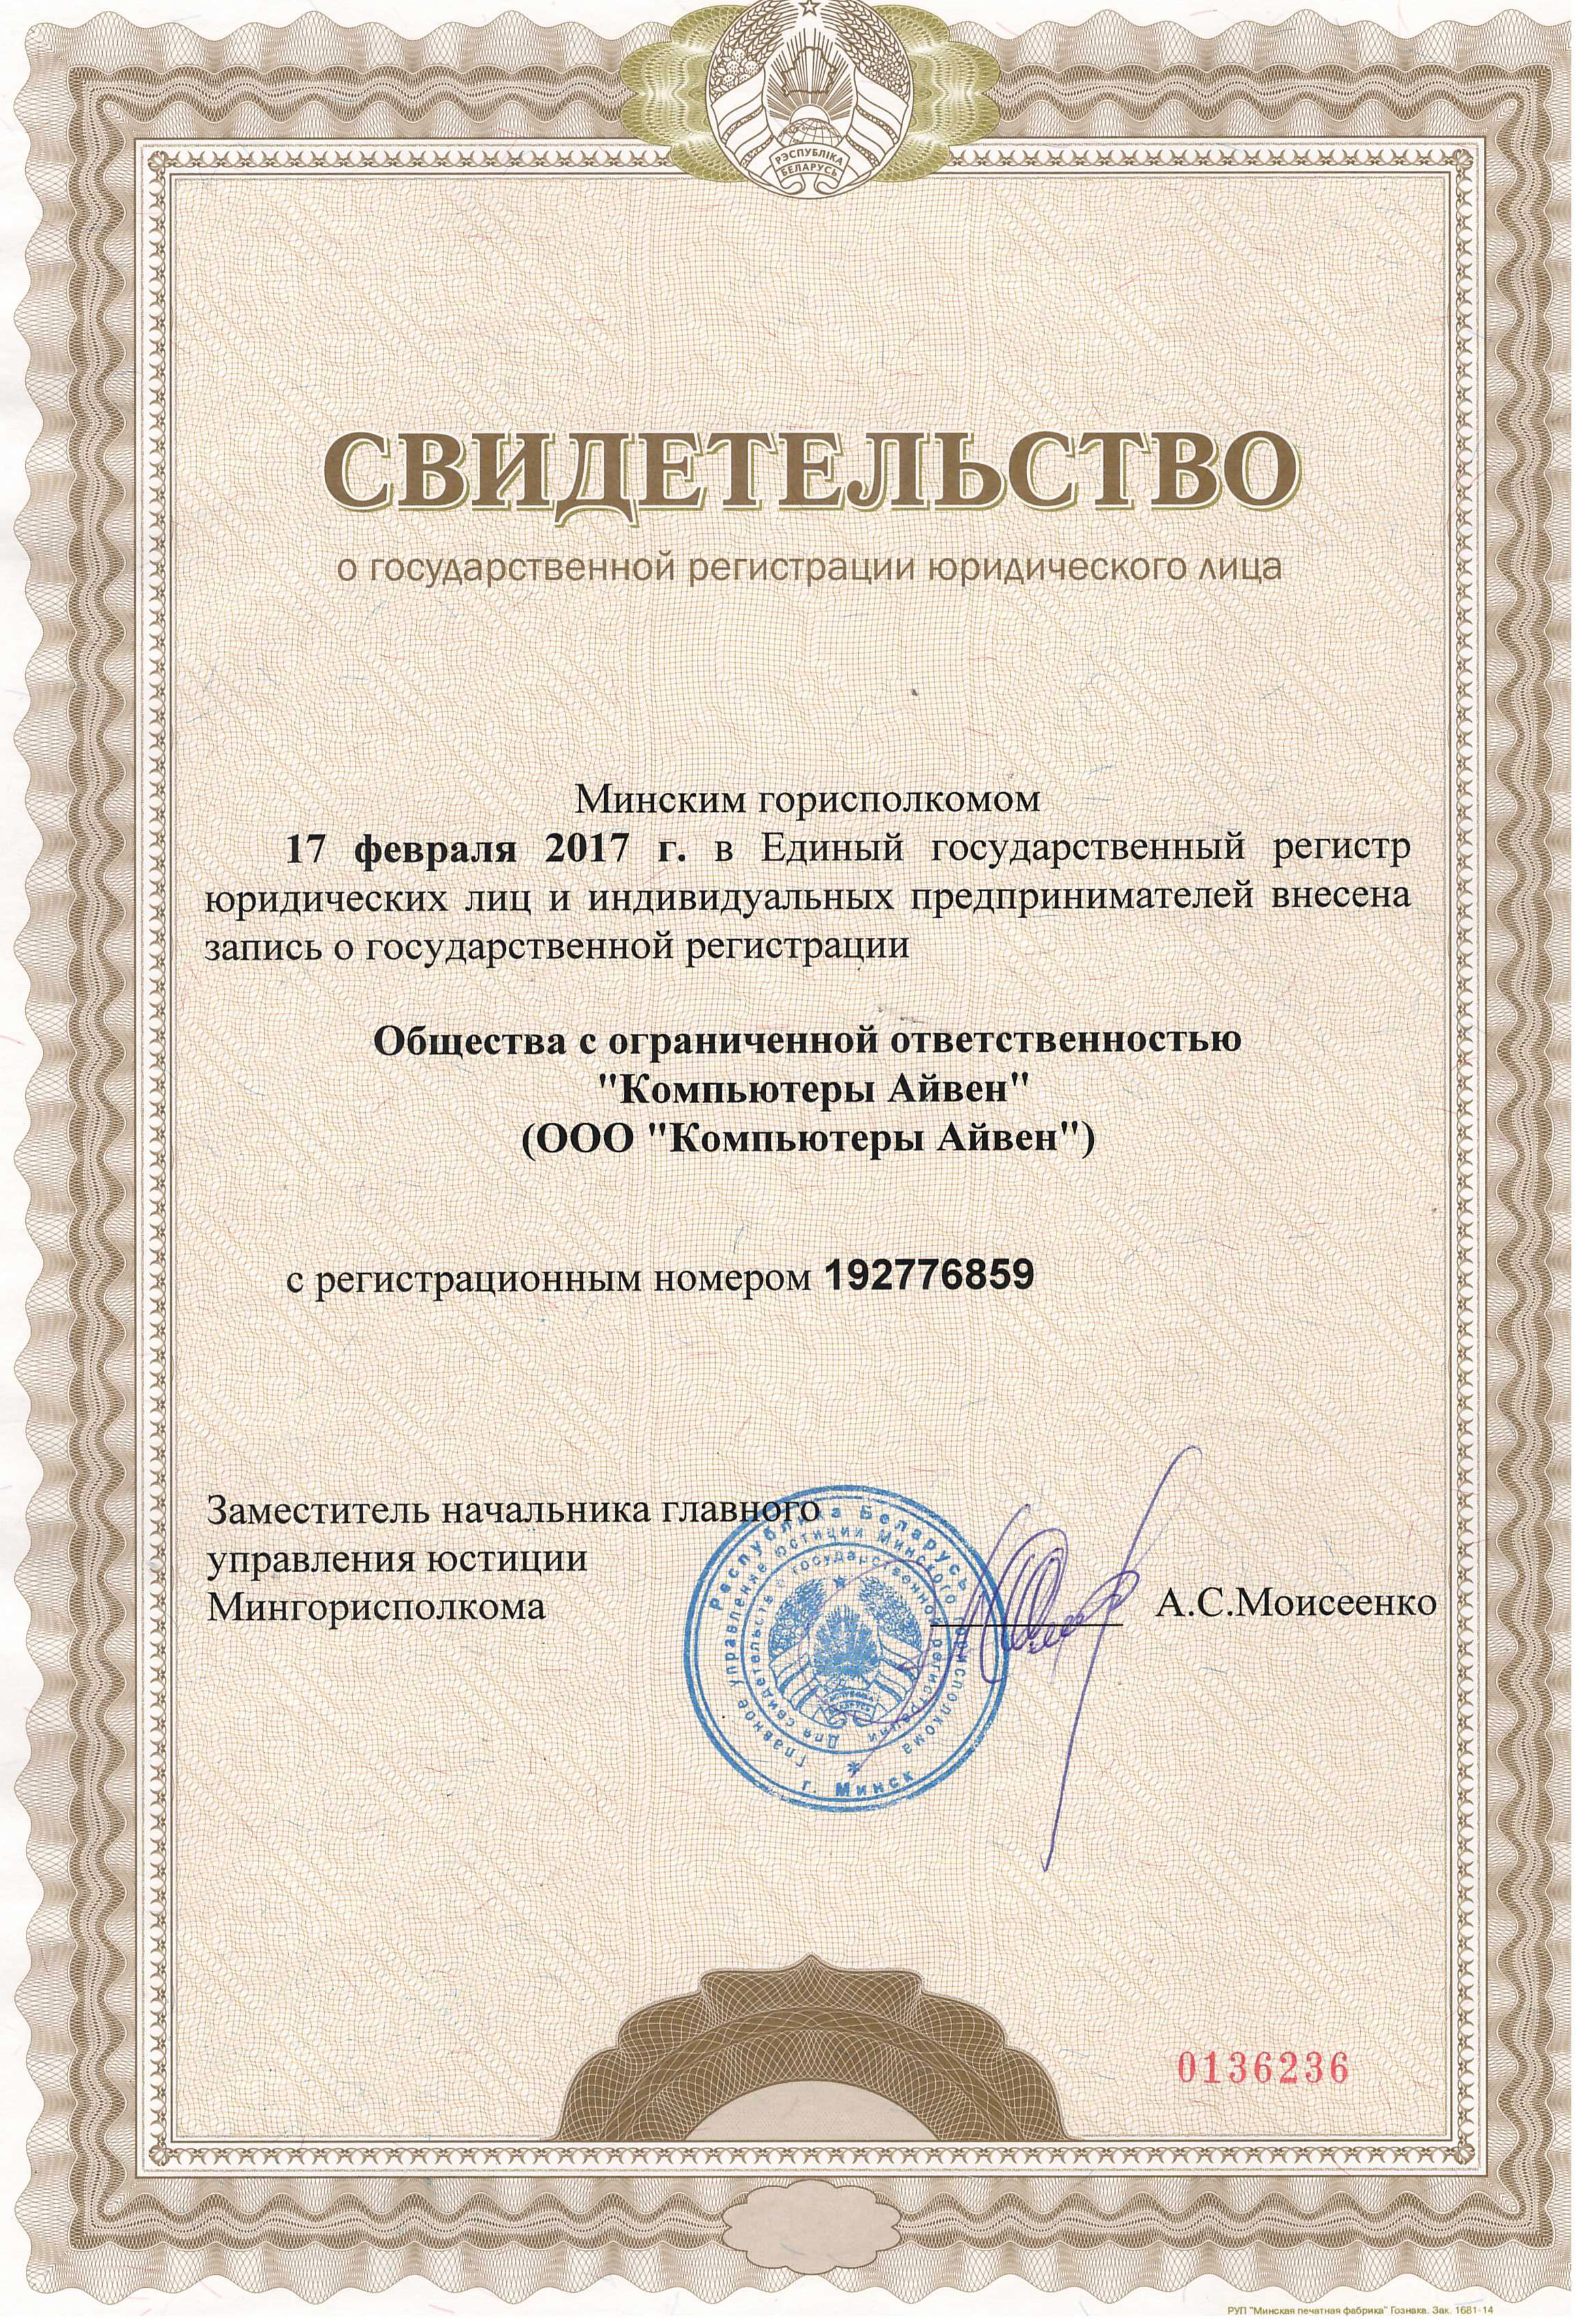 РЭСПУБЛІКА
БЕЛАРУСЬ
СВИДЕТЕЛЬСТВО
о государственной регистрации юридического лица
Минским горисполкомом
17 февраля 2017 г. в Единый государственный регистр
юридических лиц и индивидуальных предпринимателей внесена
запись о государственной регистрации
Общества с ограниченной ответственностью
"Компьютеры Айвен"
(ООО "Компьютеры Айвен")
с регистрационным номером 192776859
Заместитель начальника главного
управления юстиции
Мингорисполкома
А.С.Моисеенко
Республика Беларусь
Главное управление юстиции Минского горисполкома
Для свидетельств о государственной регистрации
г. Минск
0136236
РУП "Минская печатная фабрика" Гознака. Зак. 1681-14